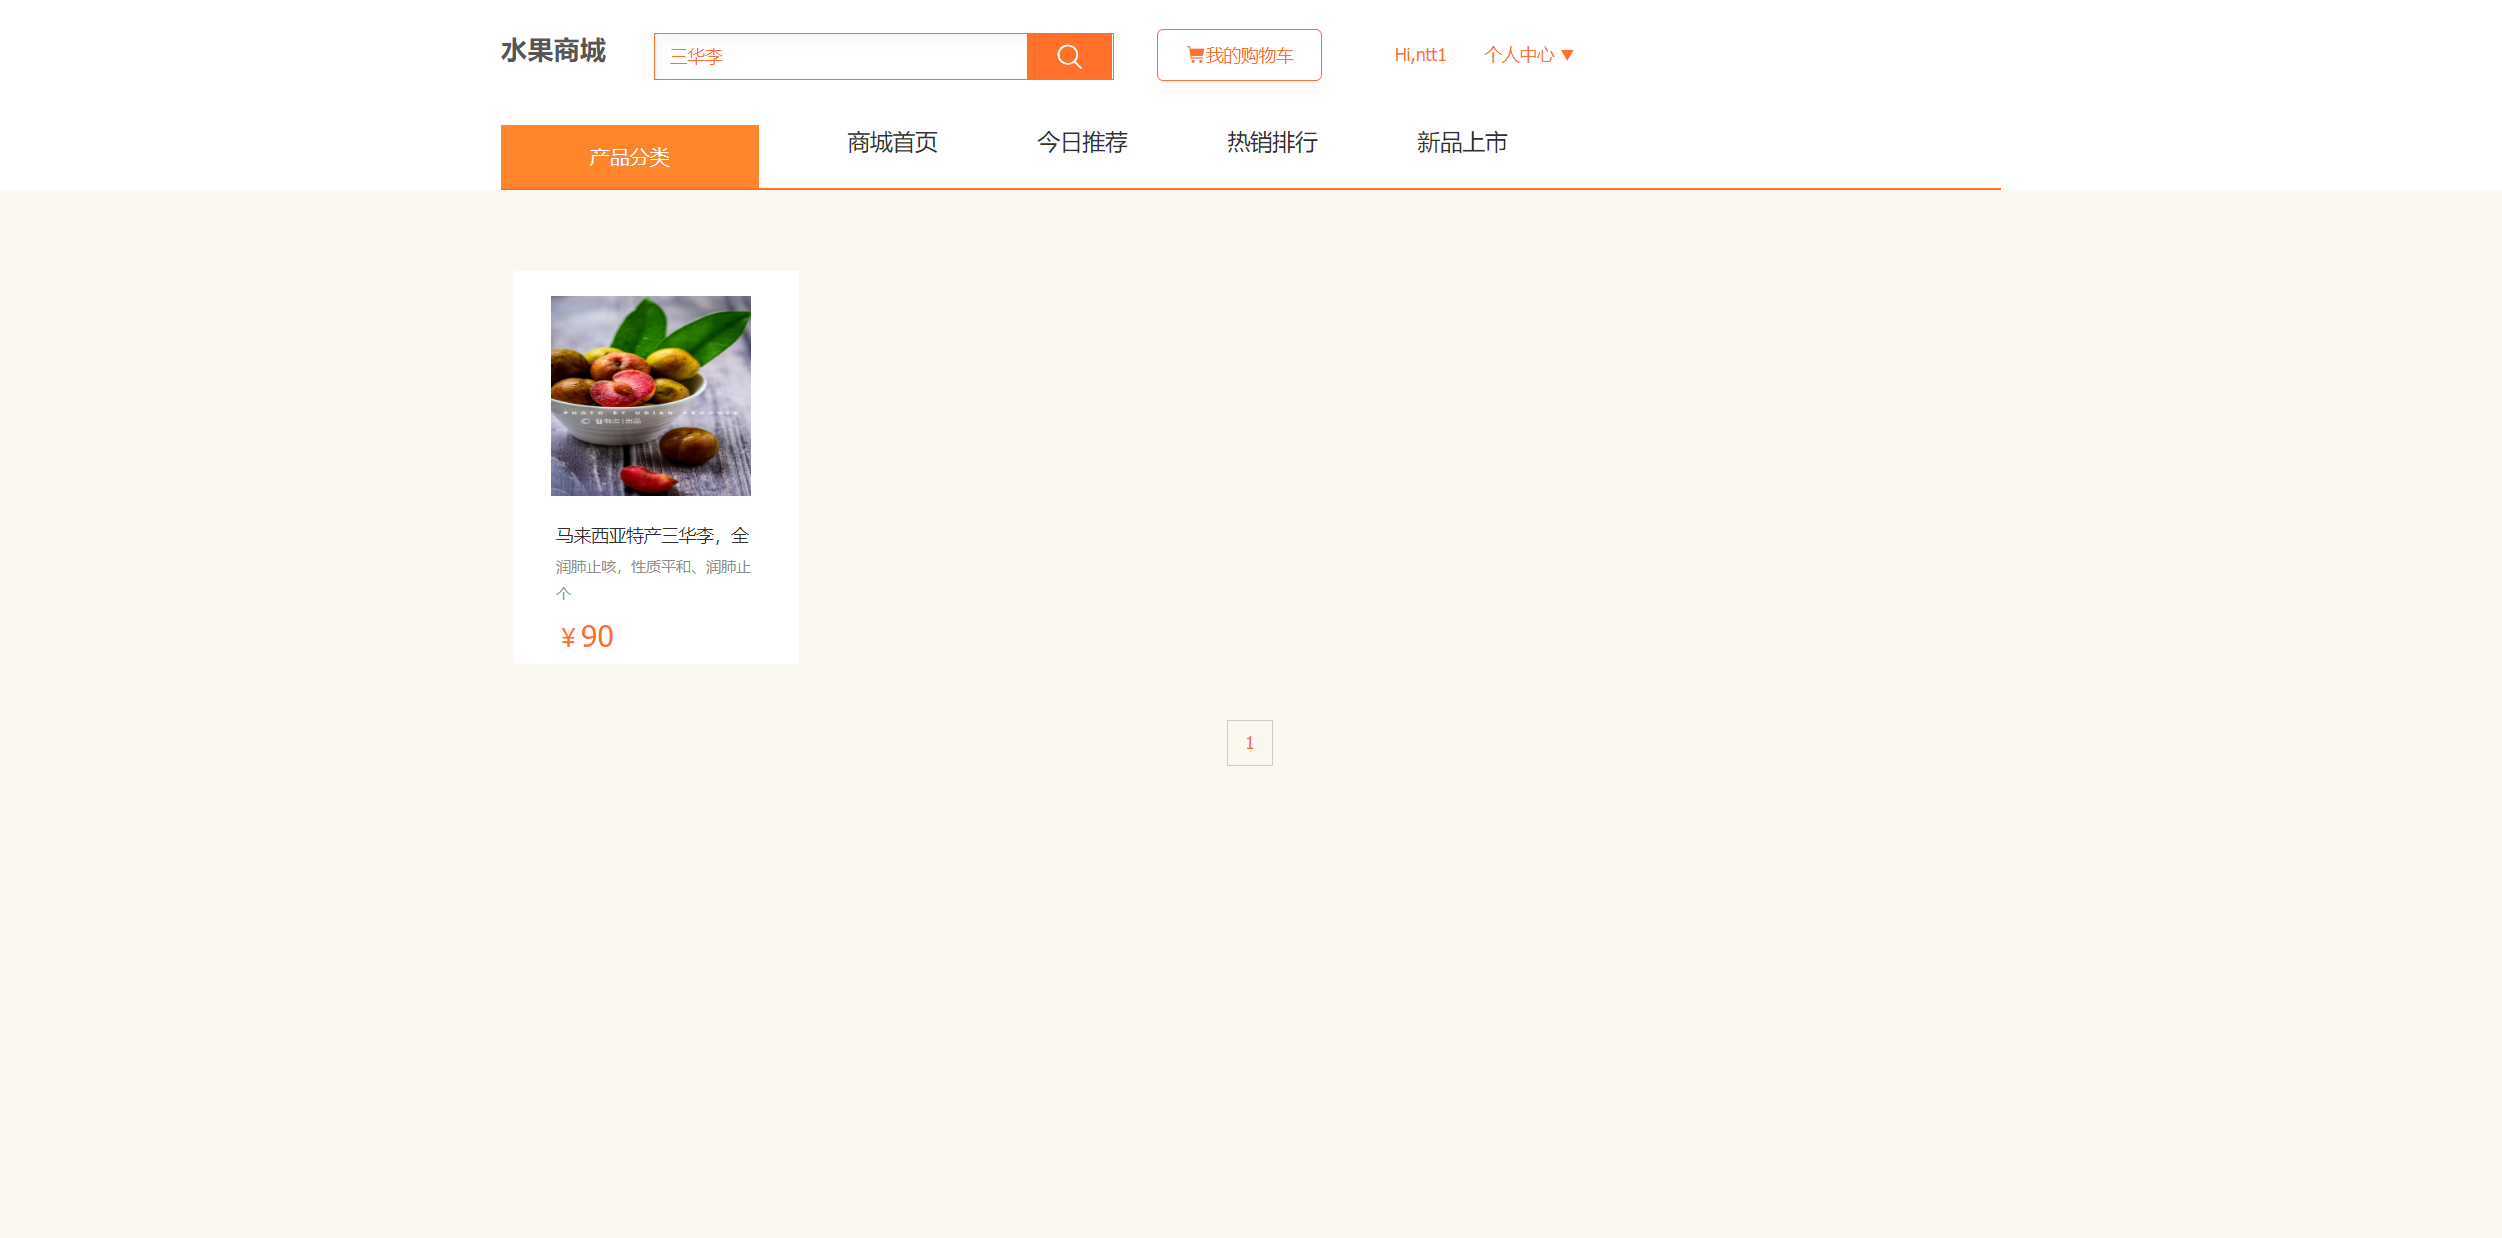 水果商城
三华李
我的购物车
Hi,ntt1
个人中心 ▼
产品分类
商城首页
今日推荐
热销排行
新品上市
PHOTO BY UDIAN PRODUCE
马来西亚特产三华李，全
润肺止咳，性质平和、润肺止
个
¥90
1